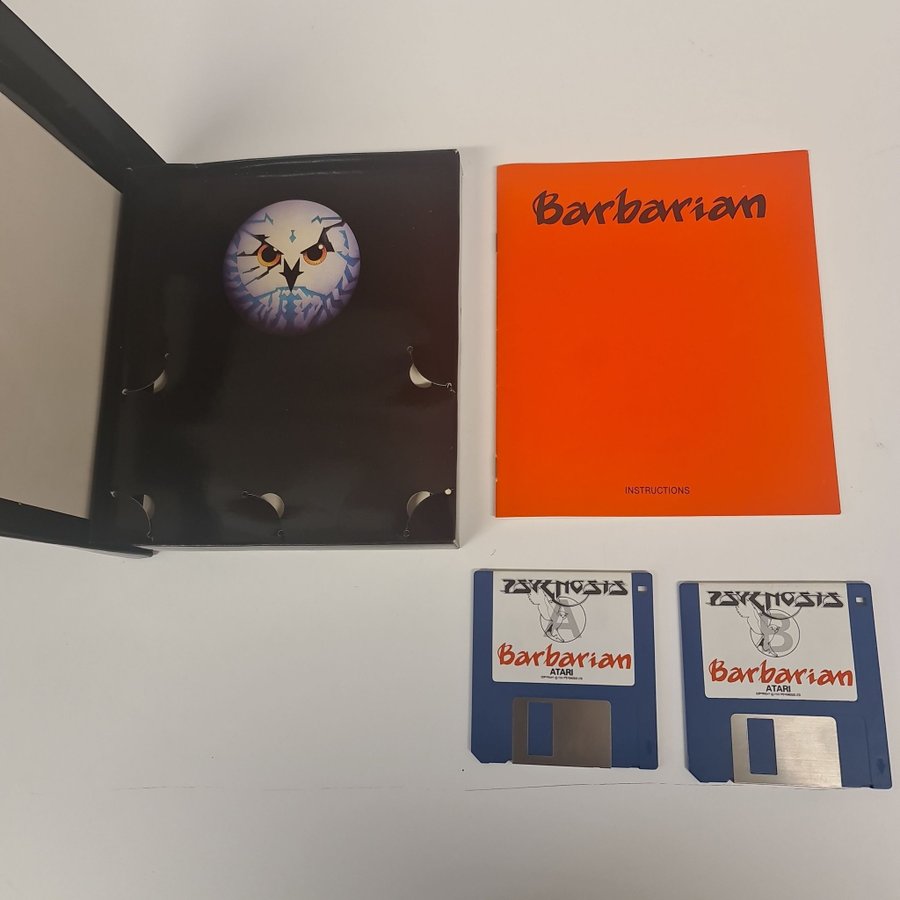 Barbarian
INSTRUCTIONS
PSYGNOSIS
A
Barbarian
ATARI
PSYGNOSIS
B
Barbarian
ATARI